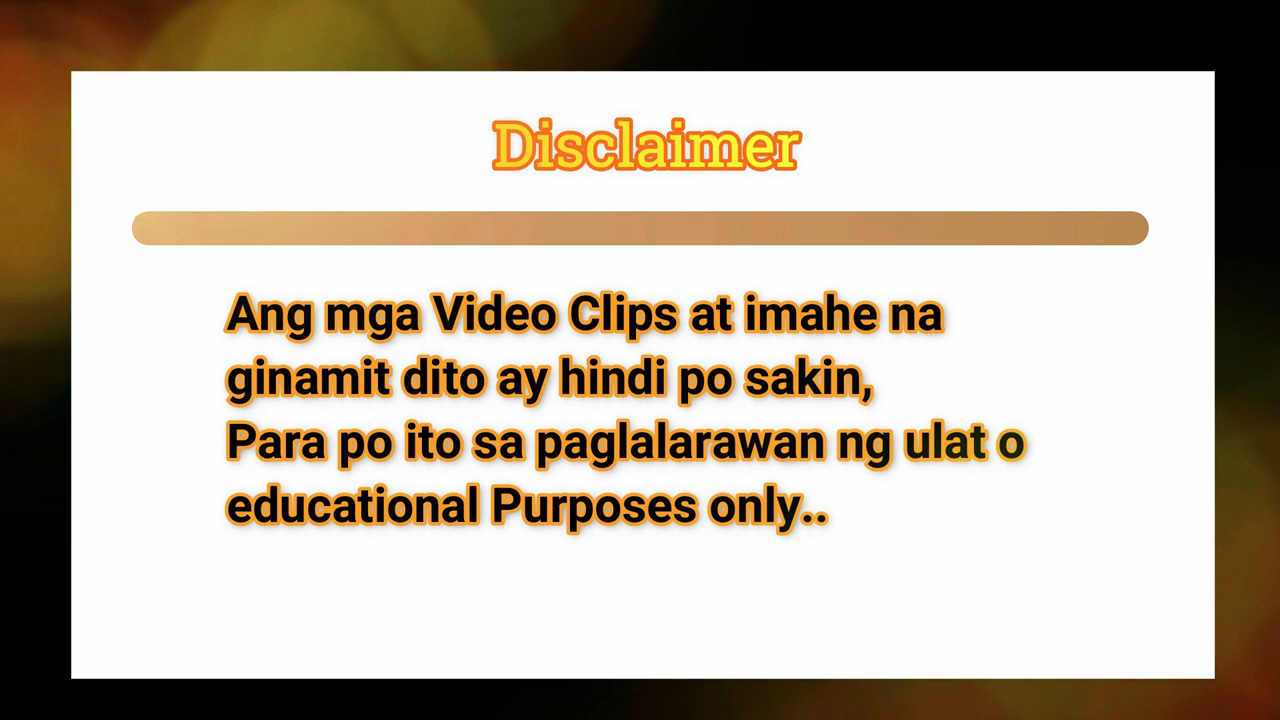 Disclaimer
Ang mga Video Clips at imahe na
ginamit dito ay hindi po sakin,
Para po ito sa paglalarawan ng ulat o
educational Purposes only..